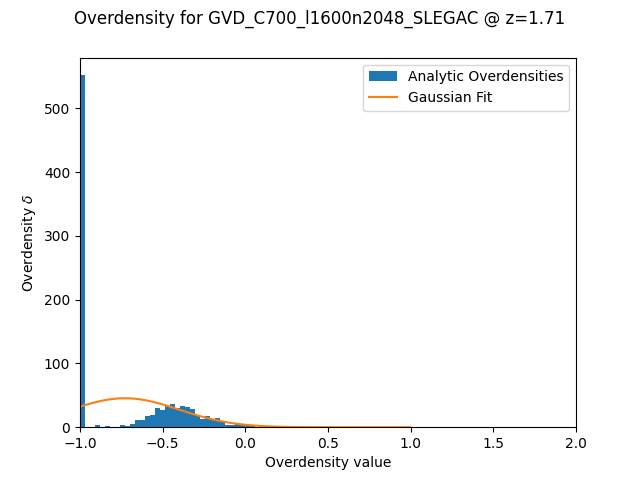 Overdensity for GVD_C700_l1600n2048_SLEGAC @ z=1.71
Analytic Overdensities
Gaussian Fit
Overdensity δ
500
400
300
200
100
0
−1.0 −0.5 0.0 0.5 1.0 1.5 2.0
Overdensity value